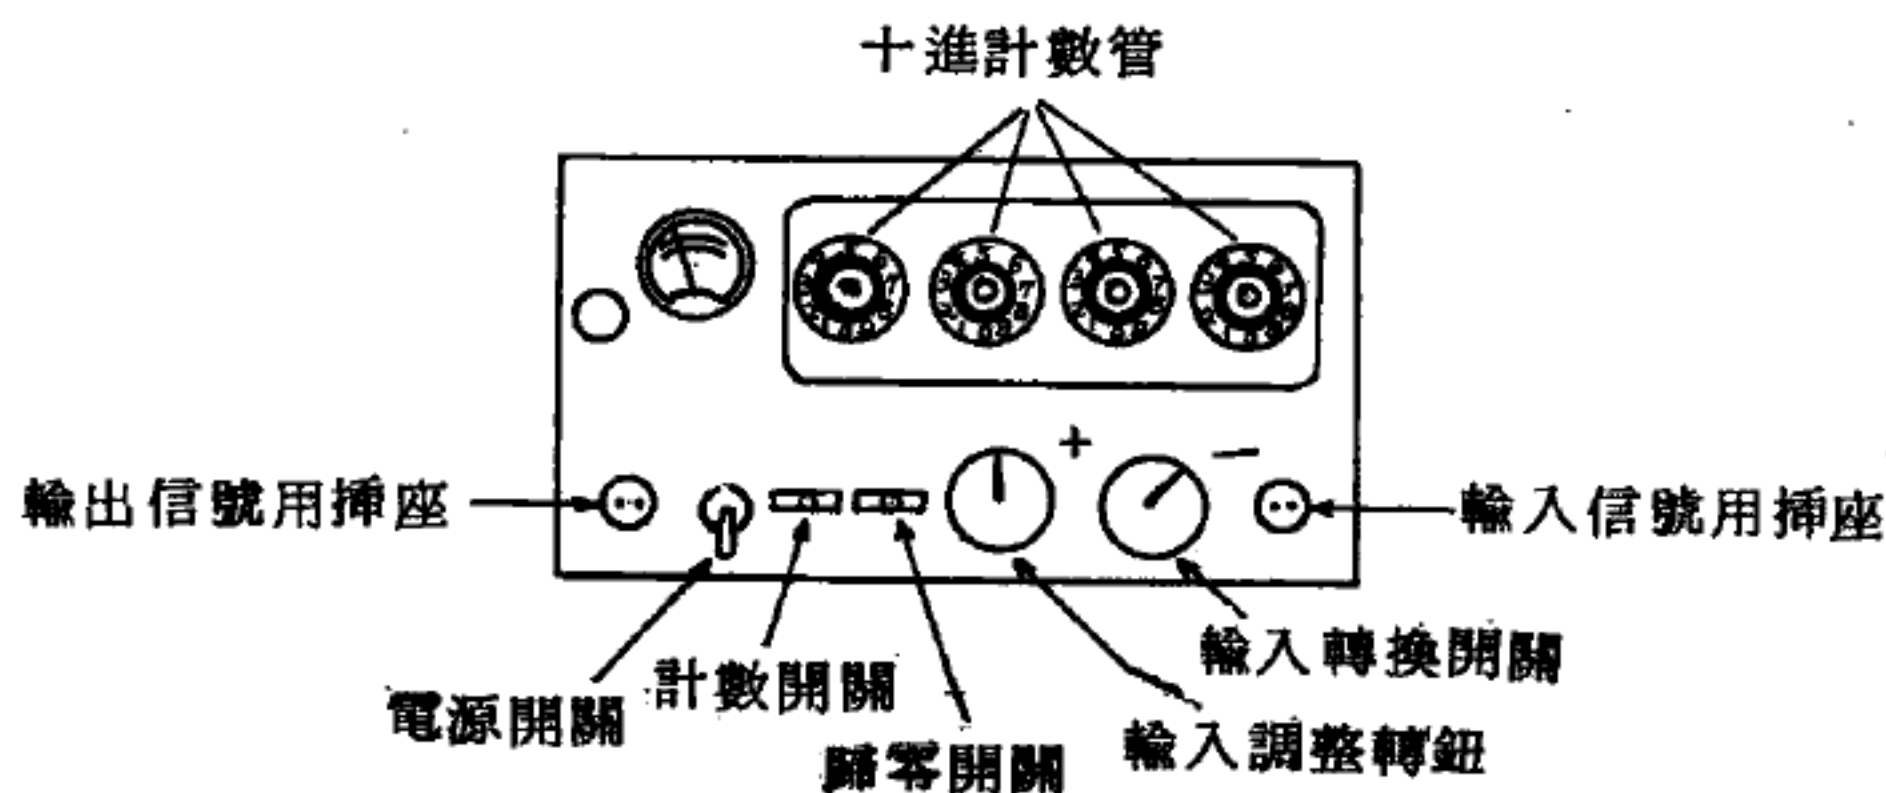 十進計數管
+
−
輸出信號用揷座
輸入信號用揷座
電源開關
計數開關
歸零開關
輸入調整轉鈕
輸入轉換開關